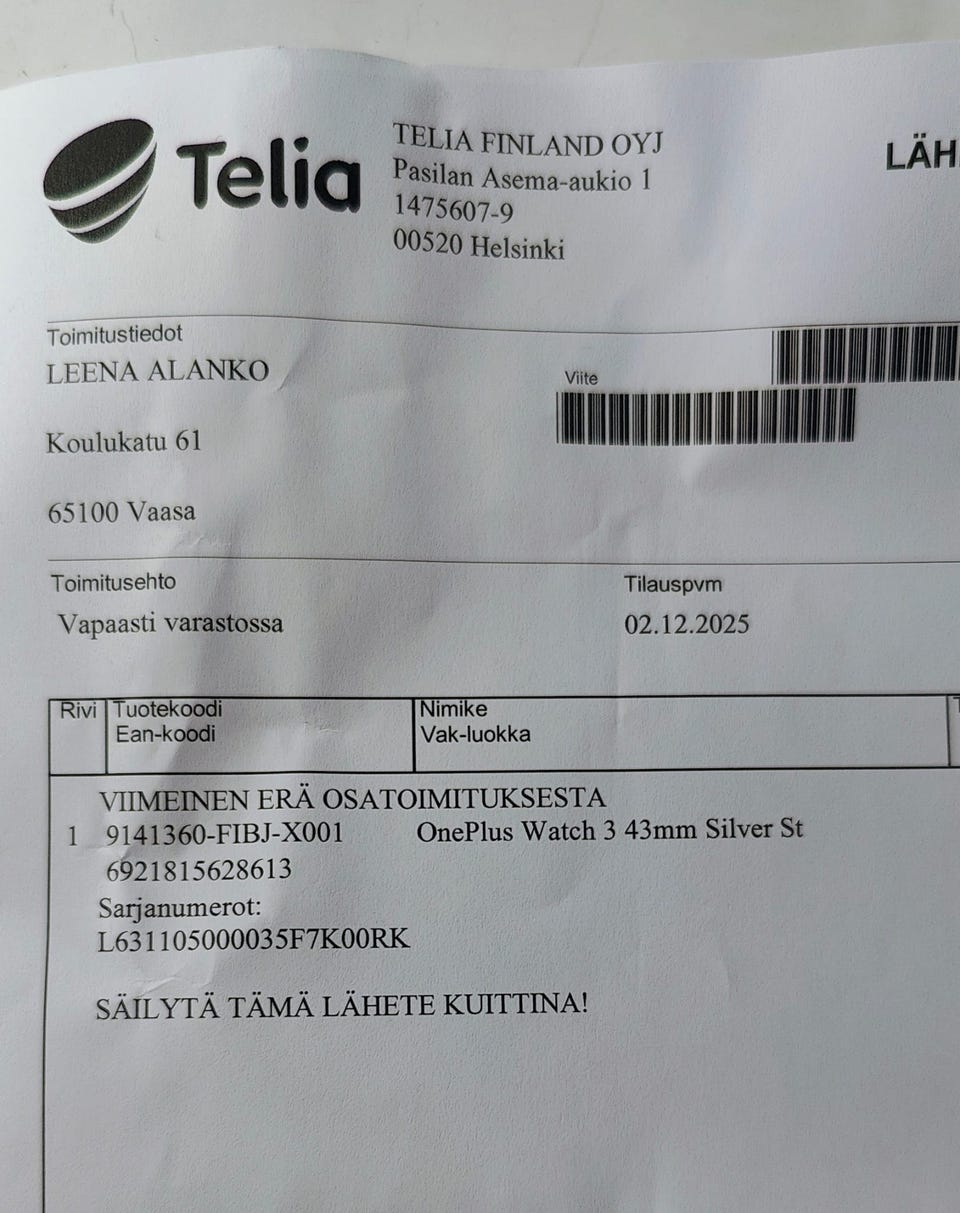 Telia
TELIA FINLAND OYJ
Pasilan Asema-aukio 1
1475607-9
00520 Helsinki
LÄH
Toimitustiedot
LEENA ALANKO
Koulukatu 61
65100 Vaasa
Viite
Toimitusehto
Vapaasti varastossa
Tilauspvm
02.12.2025
Rivi
Tuotekoodi
Ean-koodi
Nimike
Vak-luokka
VIIMEINEN ERÄ OSATOIMITUKSESTA
1 9141360-FIBJ-X001 OnePlus Watch 3 43mm Silver St
6921815628613
Sarjanumerot:
L631105000035F7K00RK
SÄILYTÄ TÄMÄ LÄHETE KUITTINA!